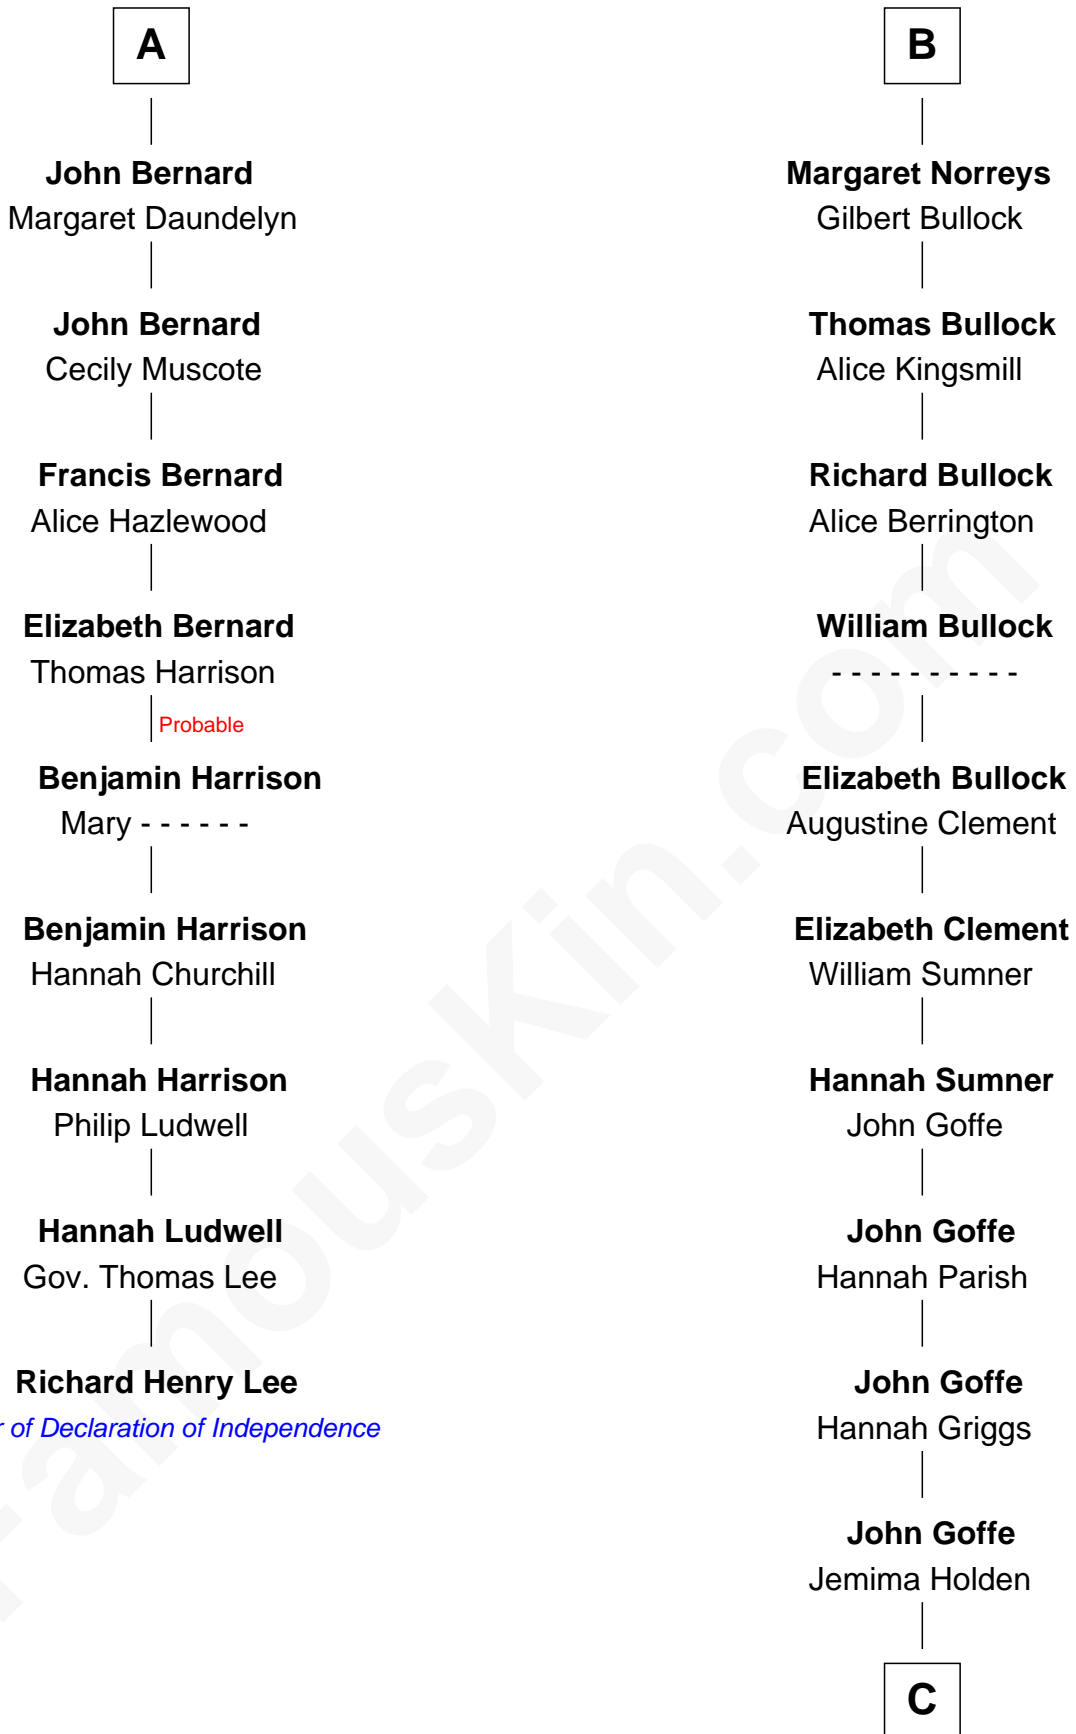 A
John Bernard
Margaret Daundelyn
John Bernard
Cecily Muscote
Francis Bernard
Alice Hazlewood
Elizabeth Bernard
Thomas Harrison
Probable
Benjamin Harrison
Mary - - - - - -
Benjamin Harrison
Hannah Churchill
Hannah Harrison
Philip Ludwell
Hannah Ludwell
Gov. Thomas Lee
Richard Henry Lee
of Declaration of Independence
B
Margaret Norreys
Gilbert Bullock
Thomas Bullock
Alice Kingsmill
Richard Bullock
Alice Berrington
William Bullock
- - - - - - - - - -
Elizabeth Bullock
Augustine Clement
Elizabeth Clement
William Sumner
Hannah Sumner
John Goffe
John Goffe
Hannah Parish
John Goffe
Hannah Griggs
John Goffe
Jemima Holden
C
FamousKin.com